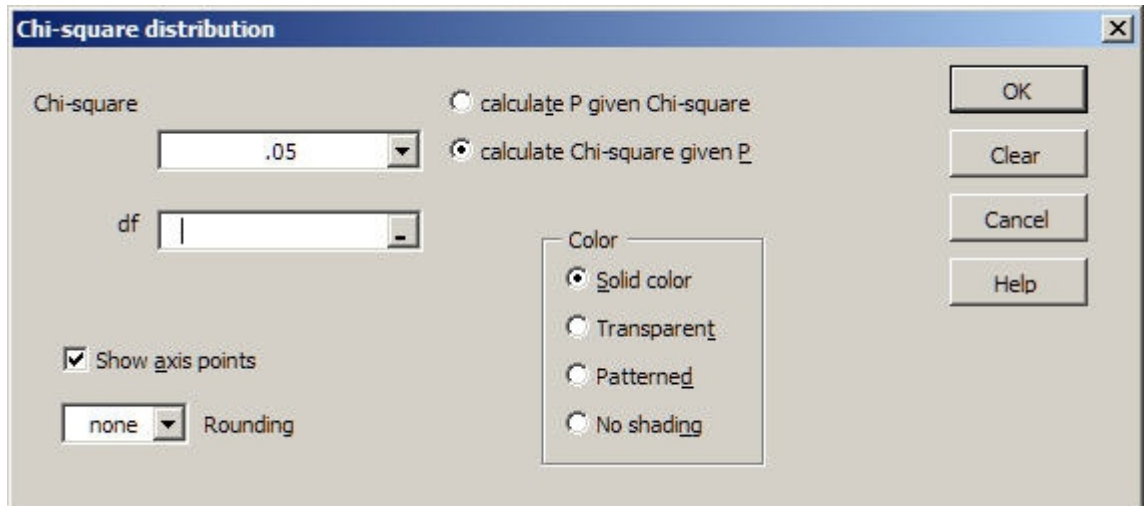 Chi-square distribution
Chi-square
calculate P given Chi-square
OK
.05
calculate Chi-square given P
Clear
df
Cancel
Color
Solid color
Help
Transparent
Show axis points
Patterned
none Rounding
No shading